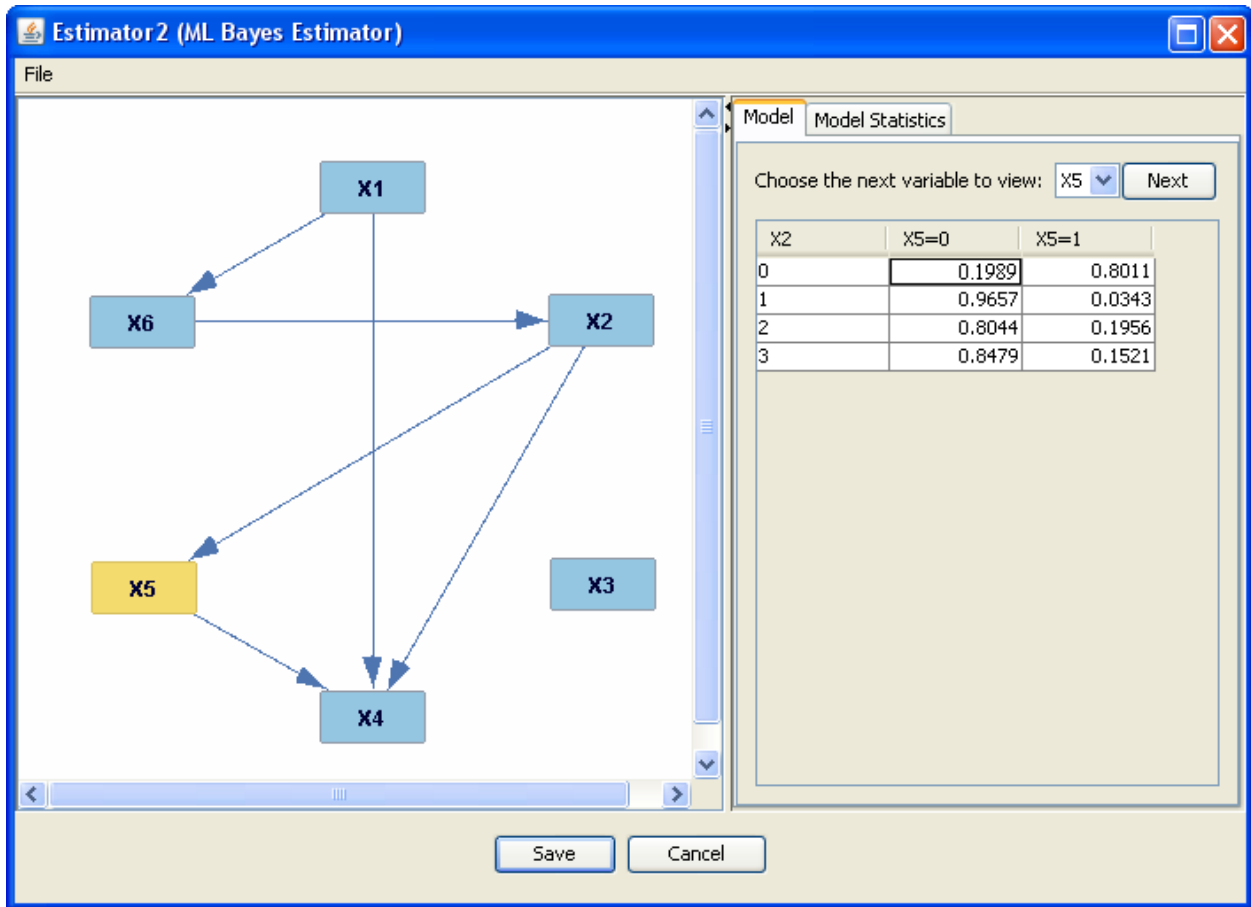 Estimator2 (ML Bayes Estimator)
File
X1
X6
X2
X5
X3
X4
Model
Model Statistics
Choose the next variable to view: X5 Next
X2 X5=0 X5=1
0 0.1989 0.8011
1 0.9657 0.0343
2 0.8044 0.1956
3 0.8479 0.1521
Save
Cancel